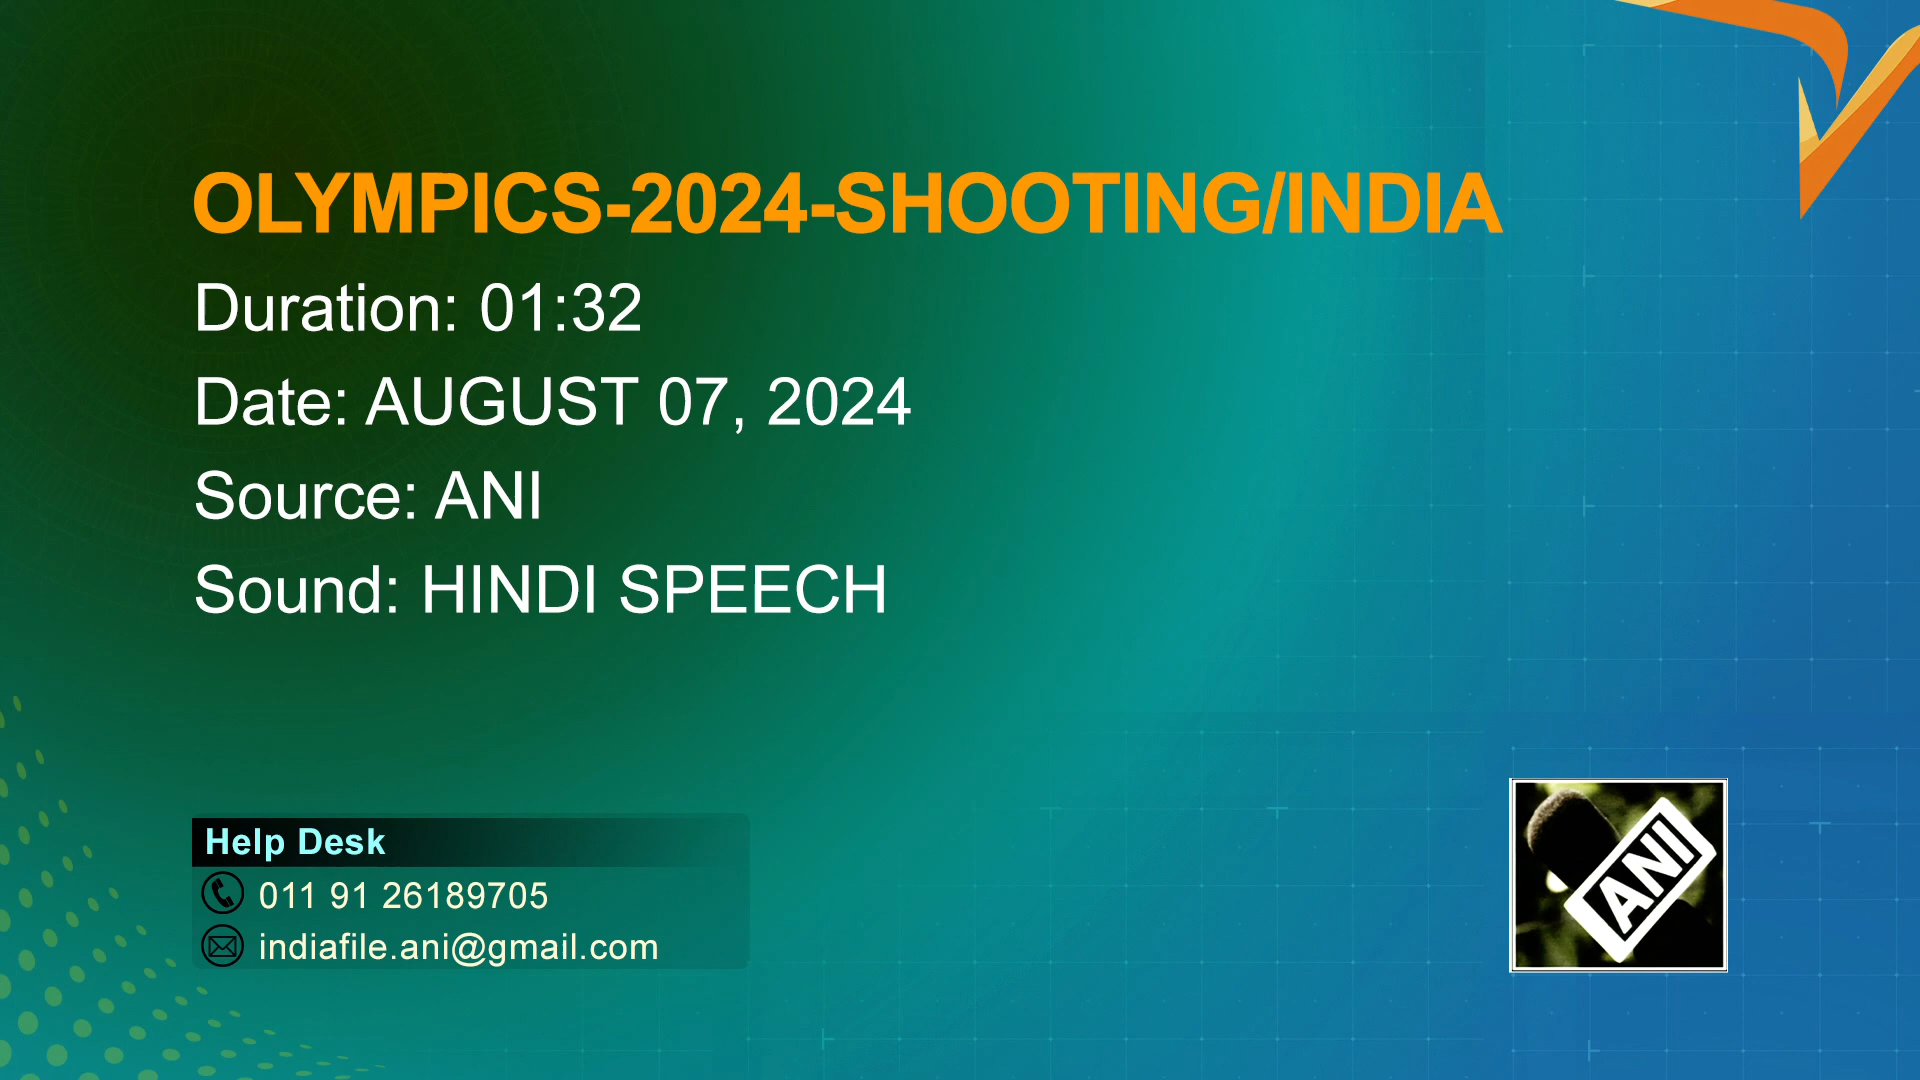 OLYMPICS-2024-SHOOTING/INDIA
Duration: 01:32
Date: AUGUST 07, 2024
Source: ANI
Sound: HINDI SPEECH
Help Desk
011 91 26189705
indiafile.ani@gmail.com
ANI